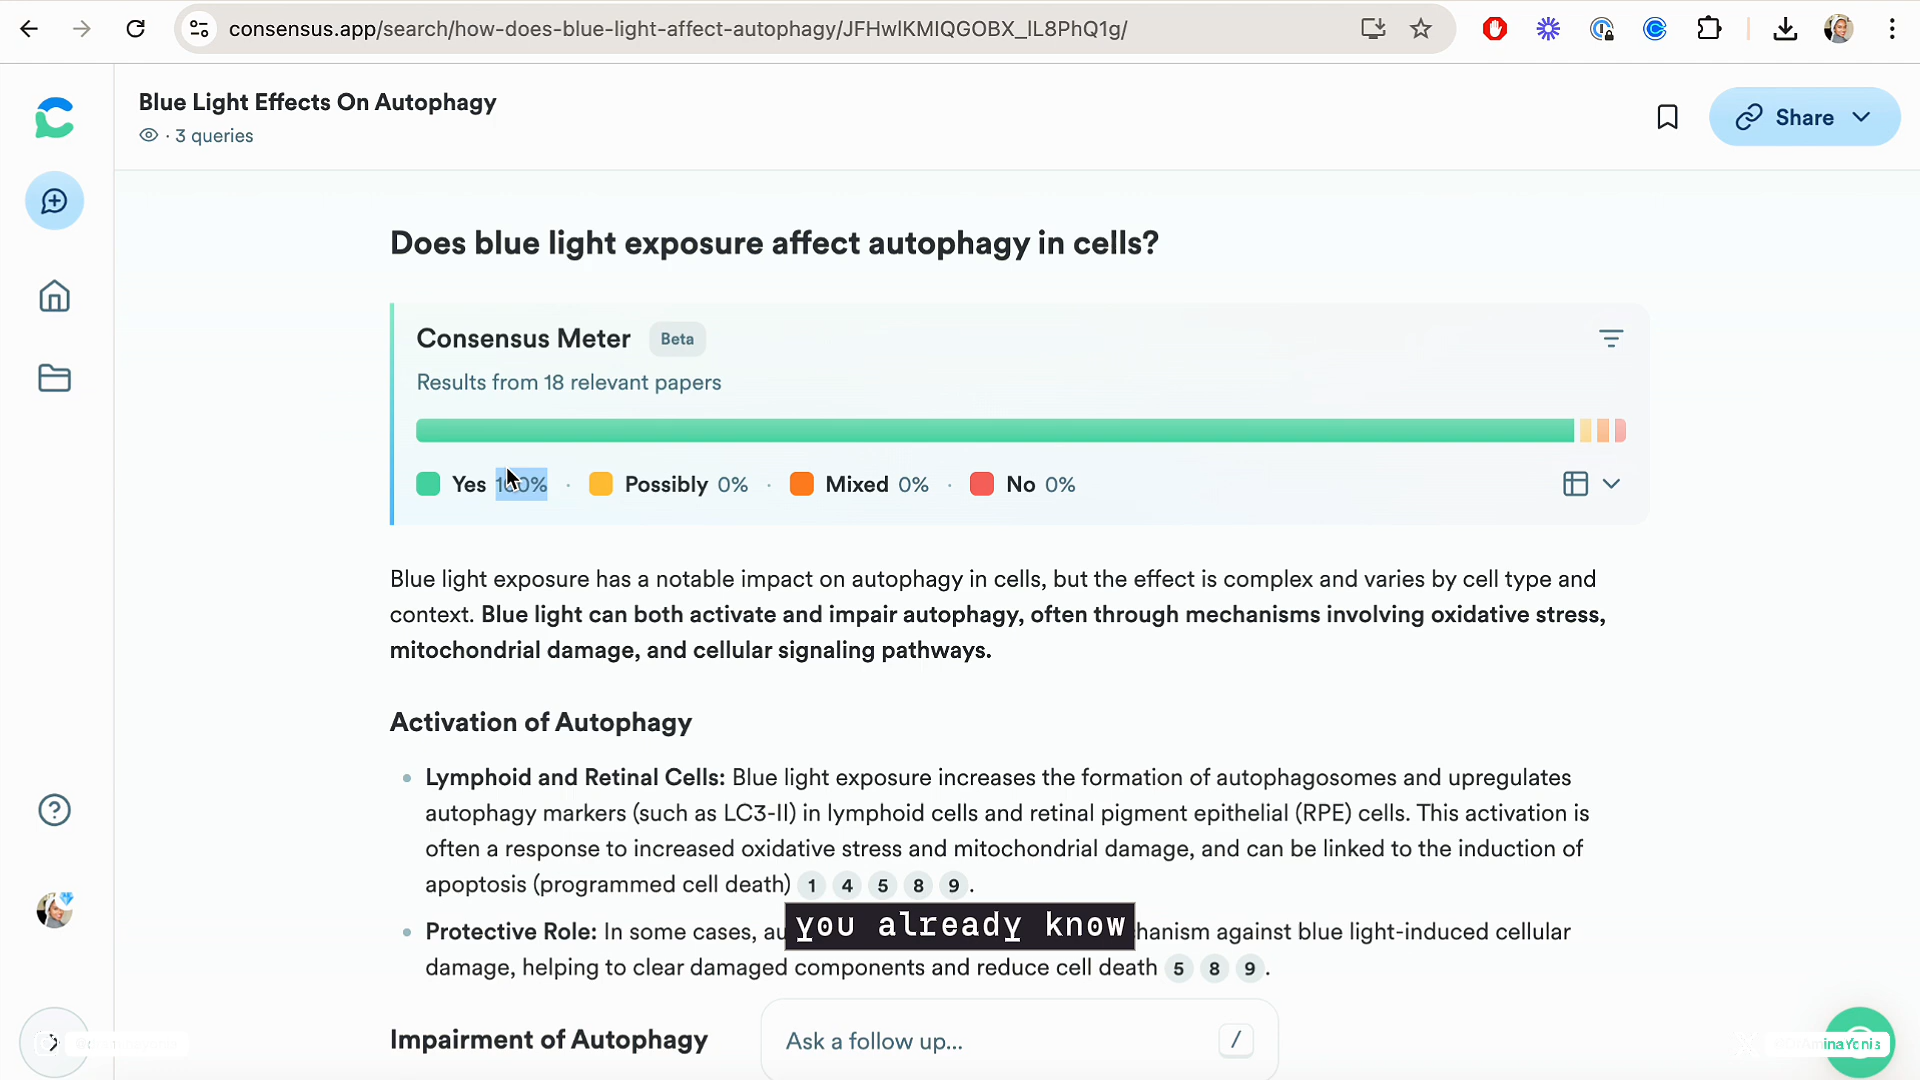 consensus.app/search/how-does-blue-light-affect-autophagy/JFHwlKMIQGOBX_lL8PhQ1g/
Blue Light Effects On Autophagy
· 3 queries
Share
Does blue light exposure affect autophagy in cells?
Consensus Meter Beta
Results from 18 relevant papers
Yes 100% · Possibly 0% · Mixed 0% · No 0%
Blue light exposure has a notable impact on autophagy in cells, but the effect is complex and varies by cell type and
context. Blue light can both activate and impair autophagy, often through mechanisms involving oxidative stress,
mitochondrial damage, and cellular signaling pathways.
Activation of Autophagy
• Lymphoid and Retinal Cells: Blue light exposure increases the formation of autophagosomes and upregulates
autophagy markers (such as LC3-II) in lymphoid cells and retinal pigment epithelial (RPE) cells. This activation is
often a response to increased oxidative stress and mitochondrial damage, and can be linked to the induction of
apoptosis (programmed cell death) 1 4 5 8 9.
you already know
• Protective Role: In some cases, hanism against blue light-induced cellular
damage, helping to clear damaged components and reduce cell death 5 8 9.
Impairment of Autophagy
Ask a follow up... /
AminaYonis